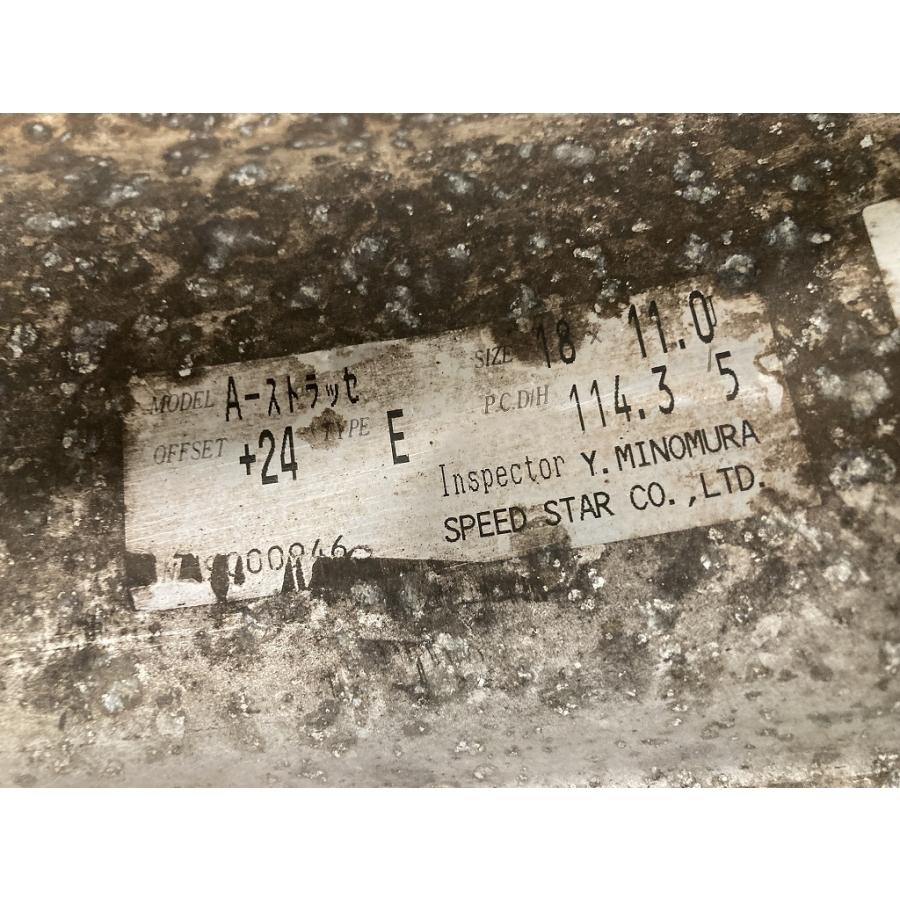 MODEL A-ストラッセ SIZE 18 × 11.0J
OFFSET +24 TYPE E P.C.D/H 114.3 / 5
Inspector Y. MINOMURA
SPEED STAR CO. ,LTD.